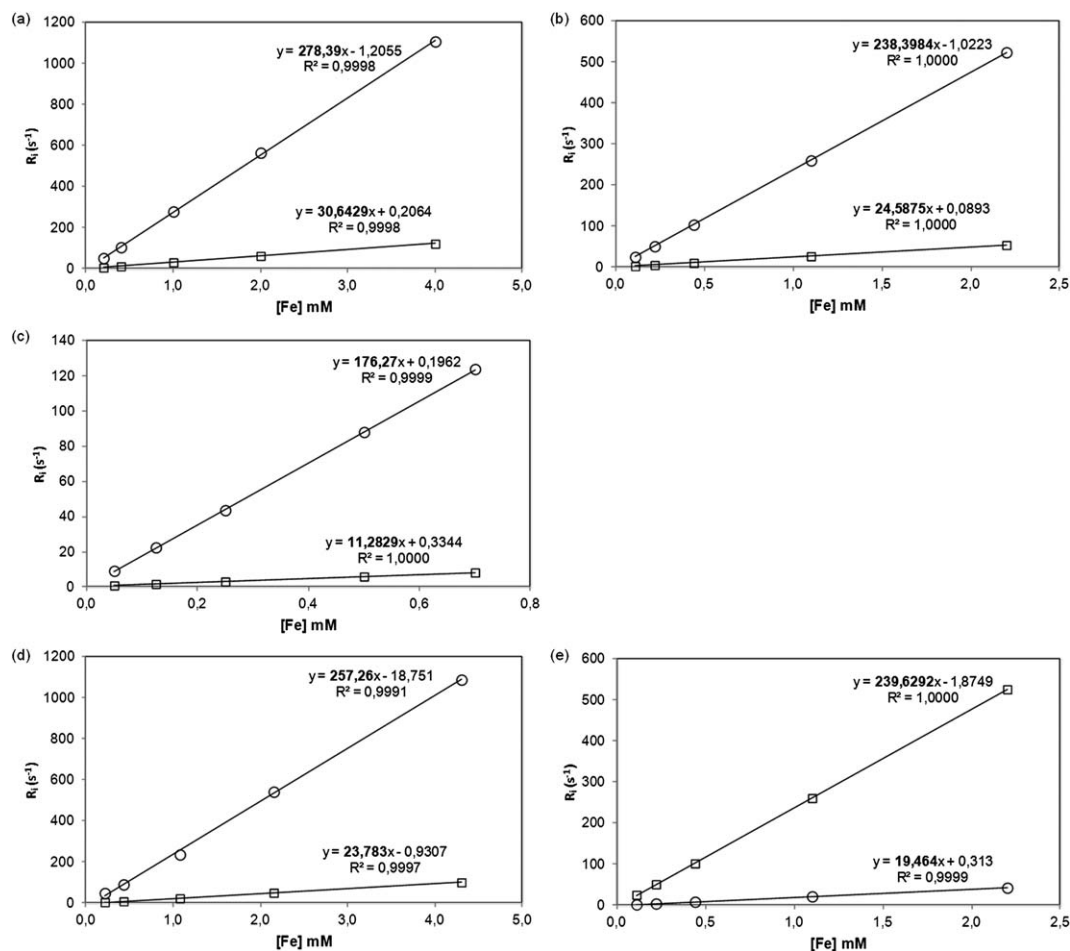 (a)
1200
1000
800
600
400
200
0
R_i (s⁻¹)
y = 278,39x - 1,2055
R² = 0,9998
y = 30,6429x + 0,2064
R² = 0,9998
0,0 1,0 2,0 3,0 4,0 5,0
[Fe] mM
(b)
600
500
400
300
200
100
0
R_i (s⁻¹)
y = 238,3984x - 1,0223
R² = 1,0000
y = 24,5875x + 0,0893
R² = 1,0000
0,0 0,5 1,0 1,5 2,0 2,5
[Fe] mM
(c)
140
120
100
80
60
40
20
0
R_i (s⁻¹)
y = 176,27x + 0,1962
R² = 0,9999
y = 11,2829x + 0,3344
R² = 1,0000
0,0 0,2 0,4 0,6 0,8
[Fe] mM
(d)
1200
1000
800
600
400
200
0
R_i (s⁻¹)
y = 257,26x - 18,751
R² = 0,9991
y = 23,783x - 0,9307
R² = 0,9997
0,0 1,0 2,0 3,0 4,0 5,0
[Fe] mM
(e)
600
500
400
300
200
100
0
R_i (s⁻¹)
y = 239,6292x - 1,8749
R² = 1,0000
y = 19,464x + 0,313
R² = 0,9999
0,0 0,5 1,0 1,5 2,0 2,5
[Fe] mM